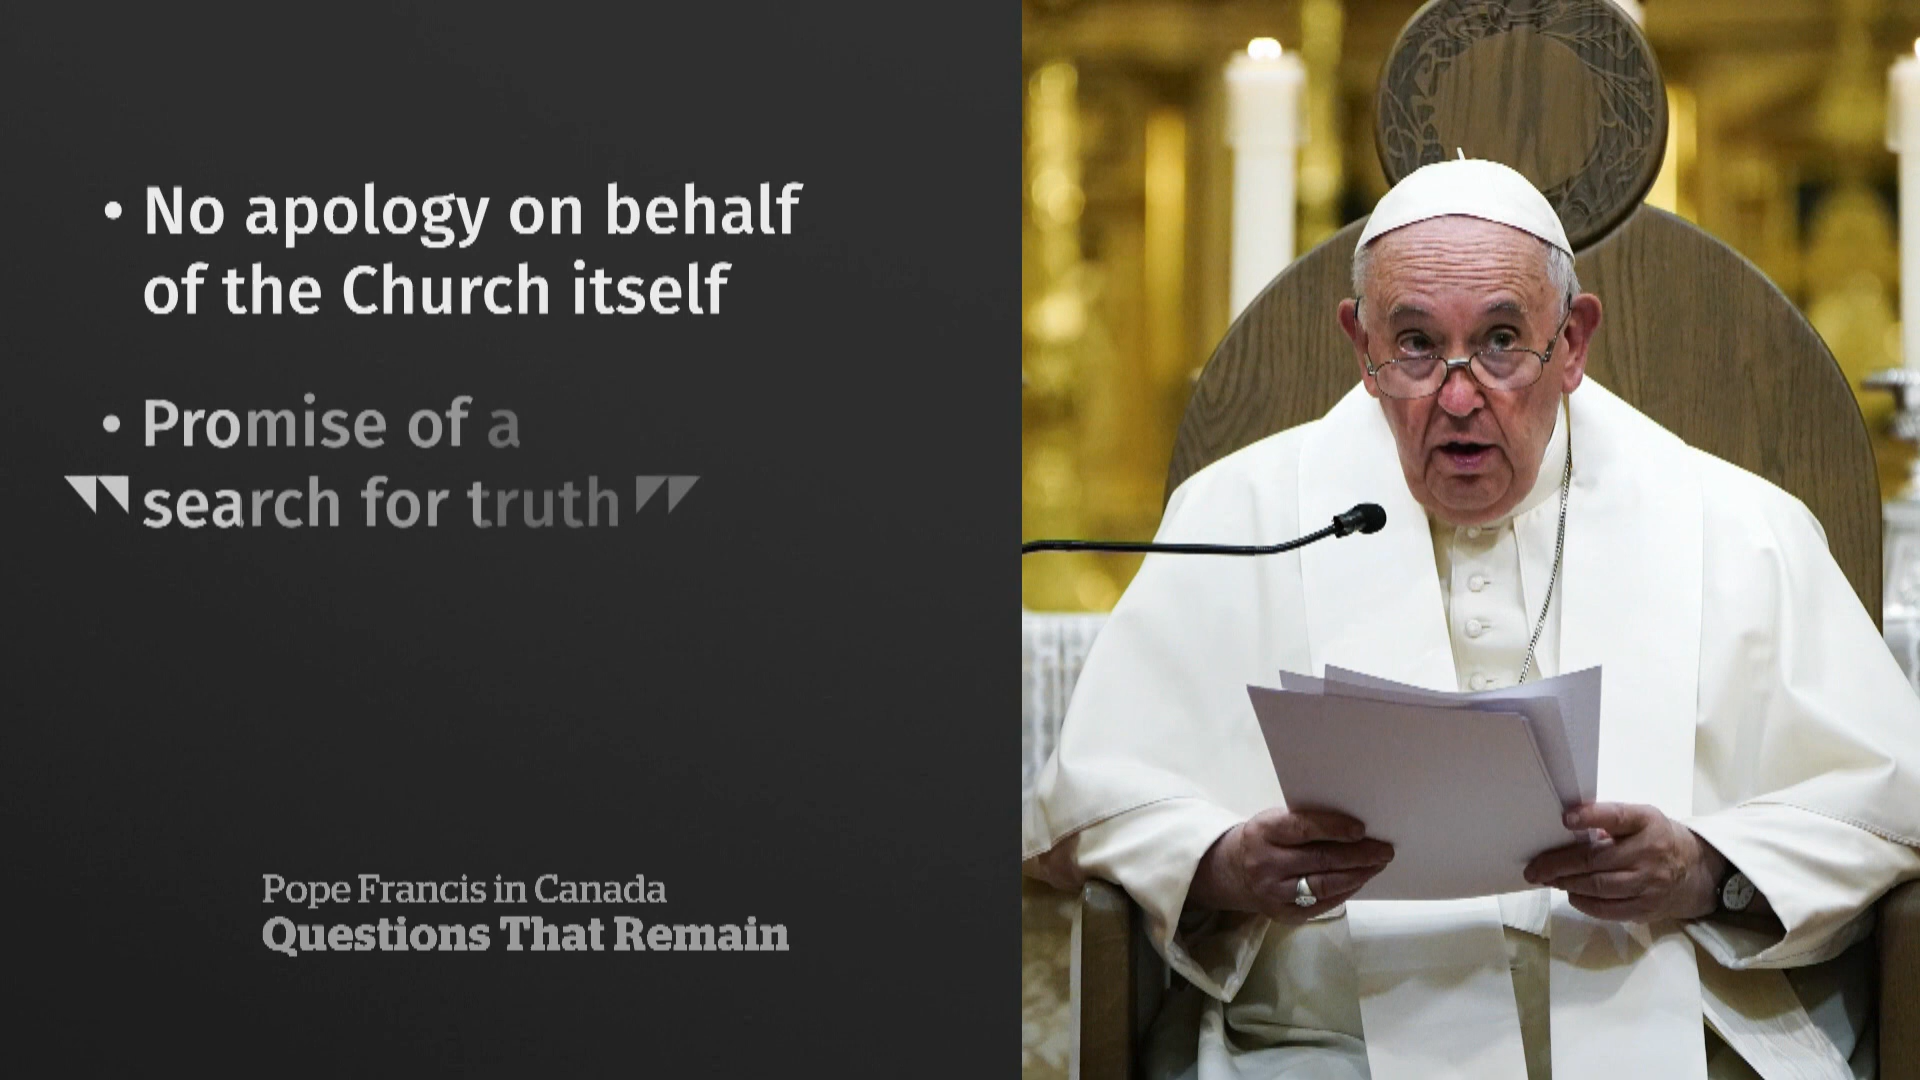 • No apology on behalf
of the Church itself
• Promise of a
"search for truth"
Pope Francis in Canada
Questions That Remain